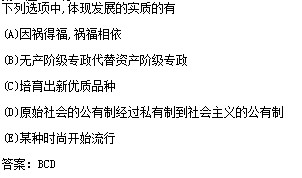 下列选项中,体现发展的实质的有
(A)因祸得福,祸福相依
(B)无产阶级专政代替资产阶级专政
(C)培育出新优质品种
(D)原始社会的公有制经过私有制到社会主义的公有制
(E)某种时尚开始流行
答案：BCD